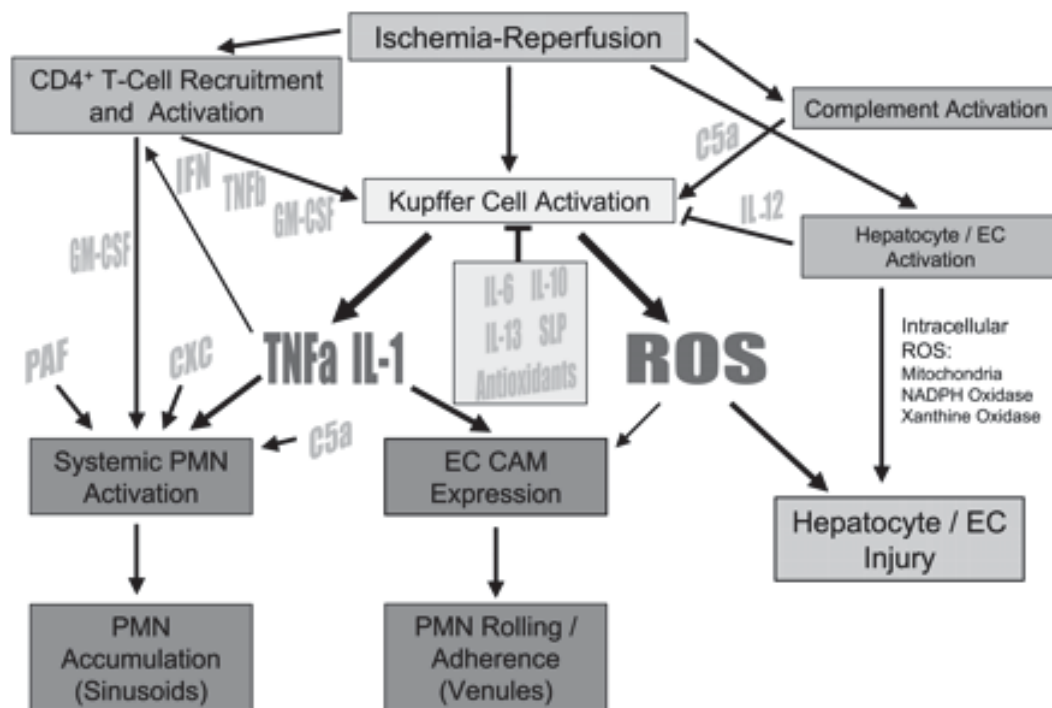 Ischemia-Reperfusion
CD4⁺ T-Cell Recruitment
and Activation
Complement Activation
C5a
IFN
TNFb
GM-CSF
Kupffer Cell Activation
IL-12
GM-CSF
Hepatocyte / EC
Activation
IL-6 IL-10
IL-13 SLP
Antioxidants
Intracellular
ROS:
Mitochondria
NADPH Oxidase
Xanthine Oxidase
PAF
CXC
TNFa IL-1
ROS
C5a
Systemic PMN
Activation
EC CAM
Expression
Hepatocyte / EC
Injury
PMN
Accumulation
(Sinusoids)
PMN Rolling /
Adherence
(Venules)